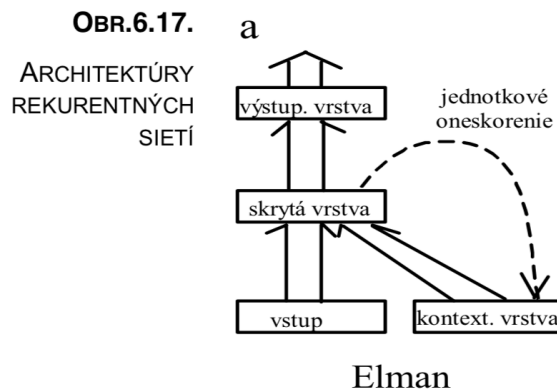 OBR.6.17.
ARCHITEKTÚRY
REKURENTNÝCH
SIETÍ
a
výstup. vrstva
jednotkové
oneskorenie
skrytá vrstva
vstup
kontext. vrstva
Elman